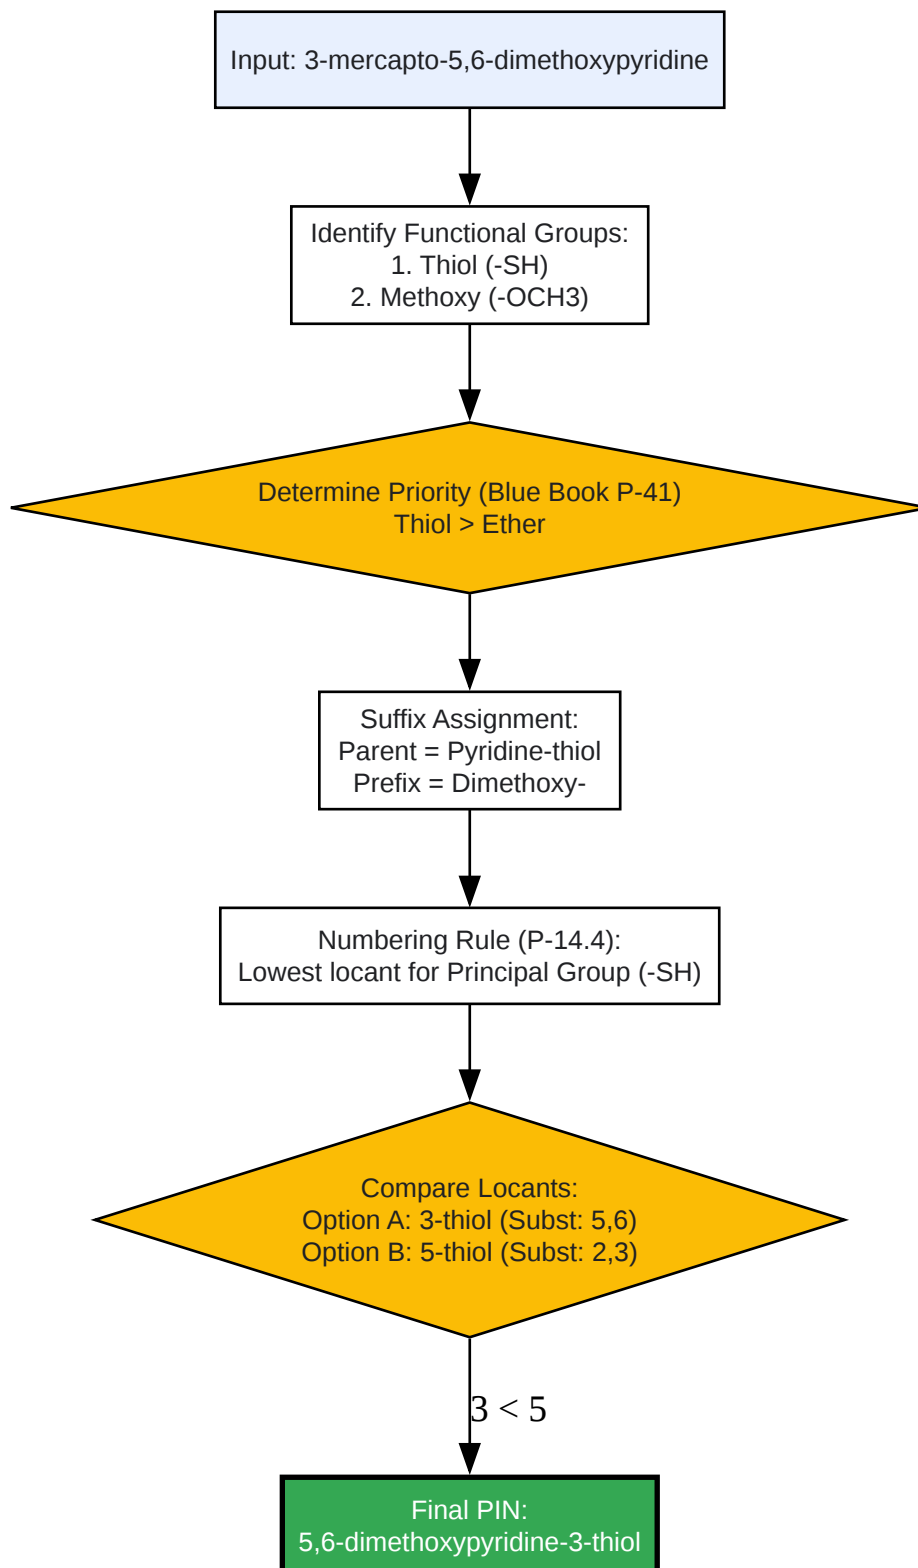 Input: 3-mercapto-5,6-dimethoxypyridine
Identify Functional Groups:
1. Thiol (-SH)
2. Methoxy (-OCH3)
Determine Priority (Blue Book P-41)
Thiol > Ether
Suffix Assignment:
Parent = Pyridine-thiol
Prefix = Dimethoxy-
Numbering Rule (P-14.4):
Lowest locant for Principal Group (-SH)
Compare Locants:
Option A: 3-thiol (Subst: 5,6)
Option B: 5-thiol (Subst: 2,3)
3 < 5
Final PIN:
5,6-dimethoxypyridine-3-thiol